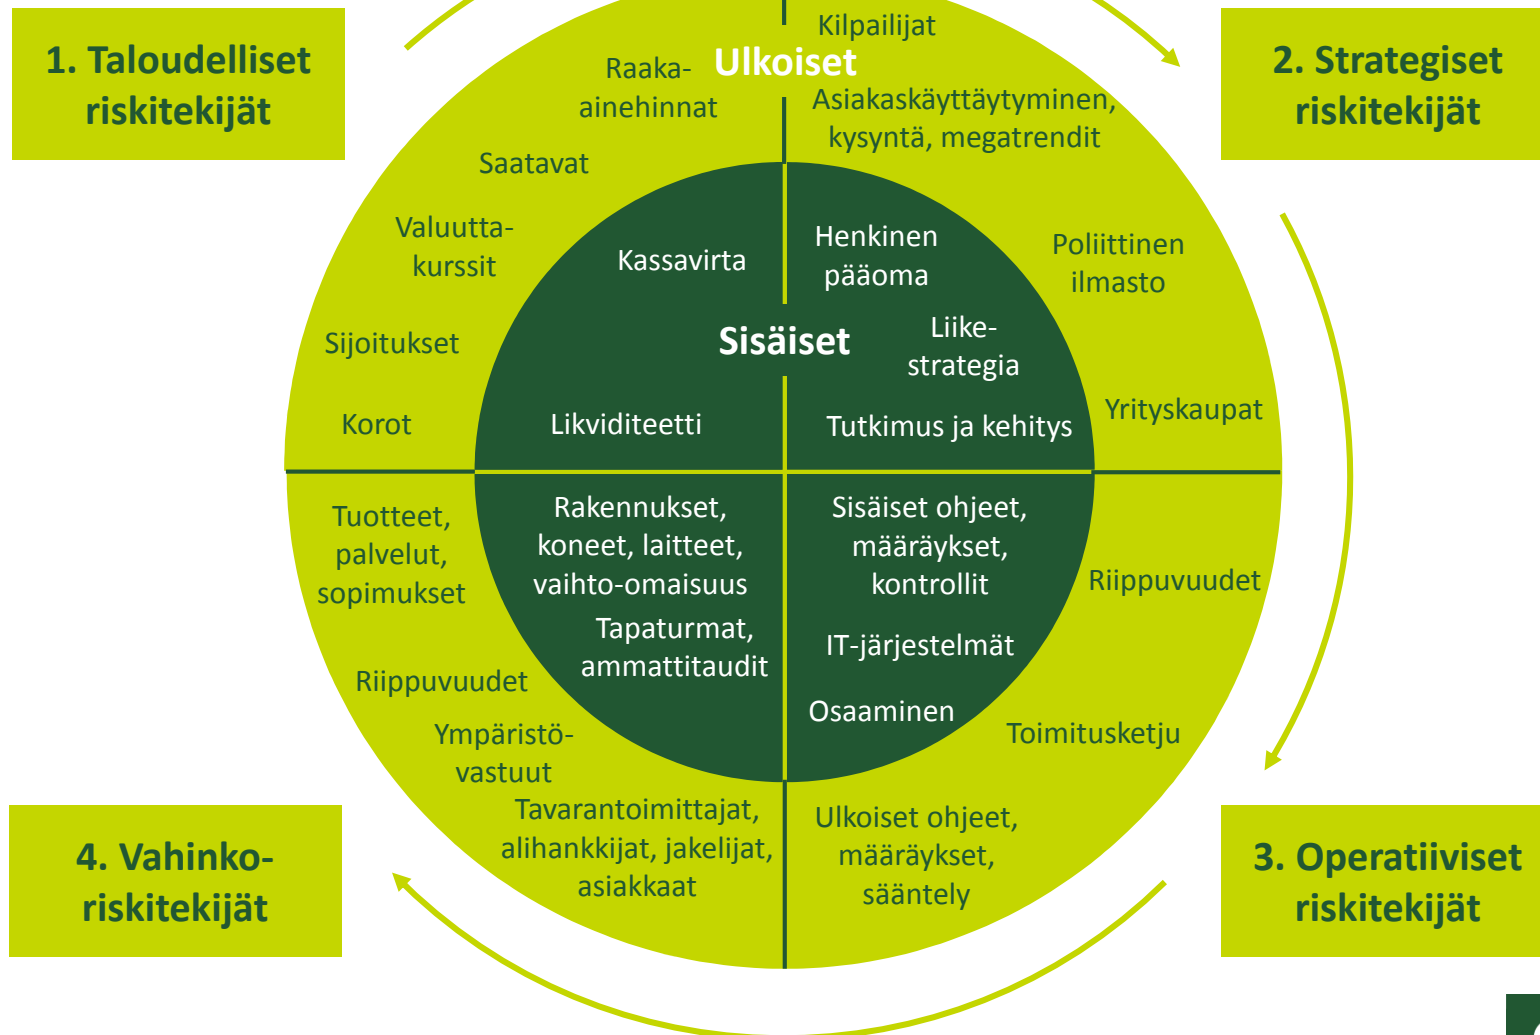 1. Taloudelliset
riskitekijät
2. Strategiset
riskitekijät
Ulkoiset
Raaka-
ainehinnat
Saatavat
Valuutta-
kurssit
Sijoitukset
Korot
Kilpailijat
Asiakaskäyttäytyminen,
kysyntä, megatrendit
Poliittinen
ilmasto
Yrityskaupat
Sisäiset
Kassavirta
Likviditeetti
Henkinen
pääoma
Liike-
strategia
Tutkimus ja kehitys
Rakennukset,
koneet, laitteet,
vaihto-omaisuus
Tapaturmat,
ammattitaudit
Sisäiset ohjeet,
määräykset,
kontrollit
IT-järjestelmät
Osaaminen
Tuotteet,
palvelut,
sopimukset
Riippuvuudet
Ympäristö-
vastuut
Tavarantoimittajat,
alihankkijat, jakelijat,
asiakkaat
Riippuvuudet
Toimitusketju
Ulkoiset ohjeet,
määräykset,
sääntely
4. Vahinko-
riskitekijät
3. Operatiiviset
riskitekijät